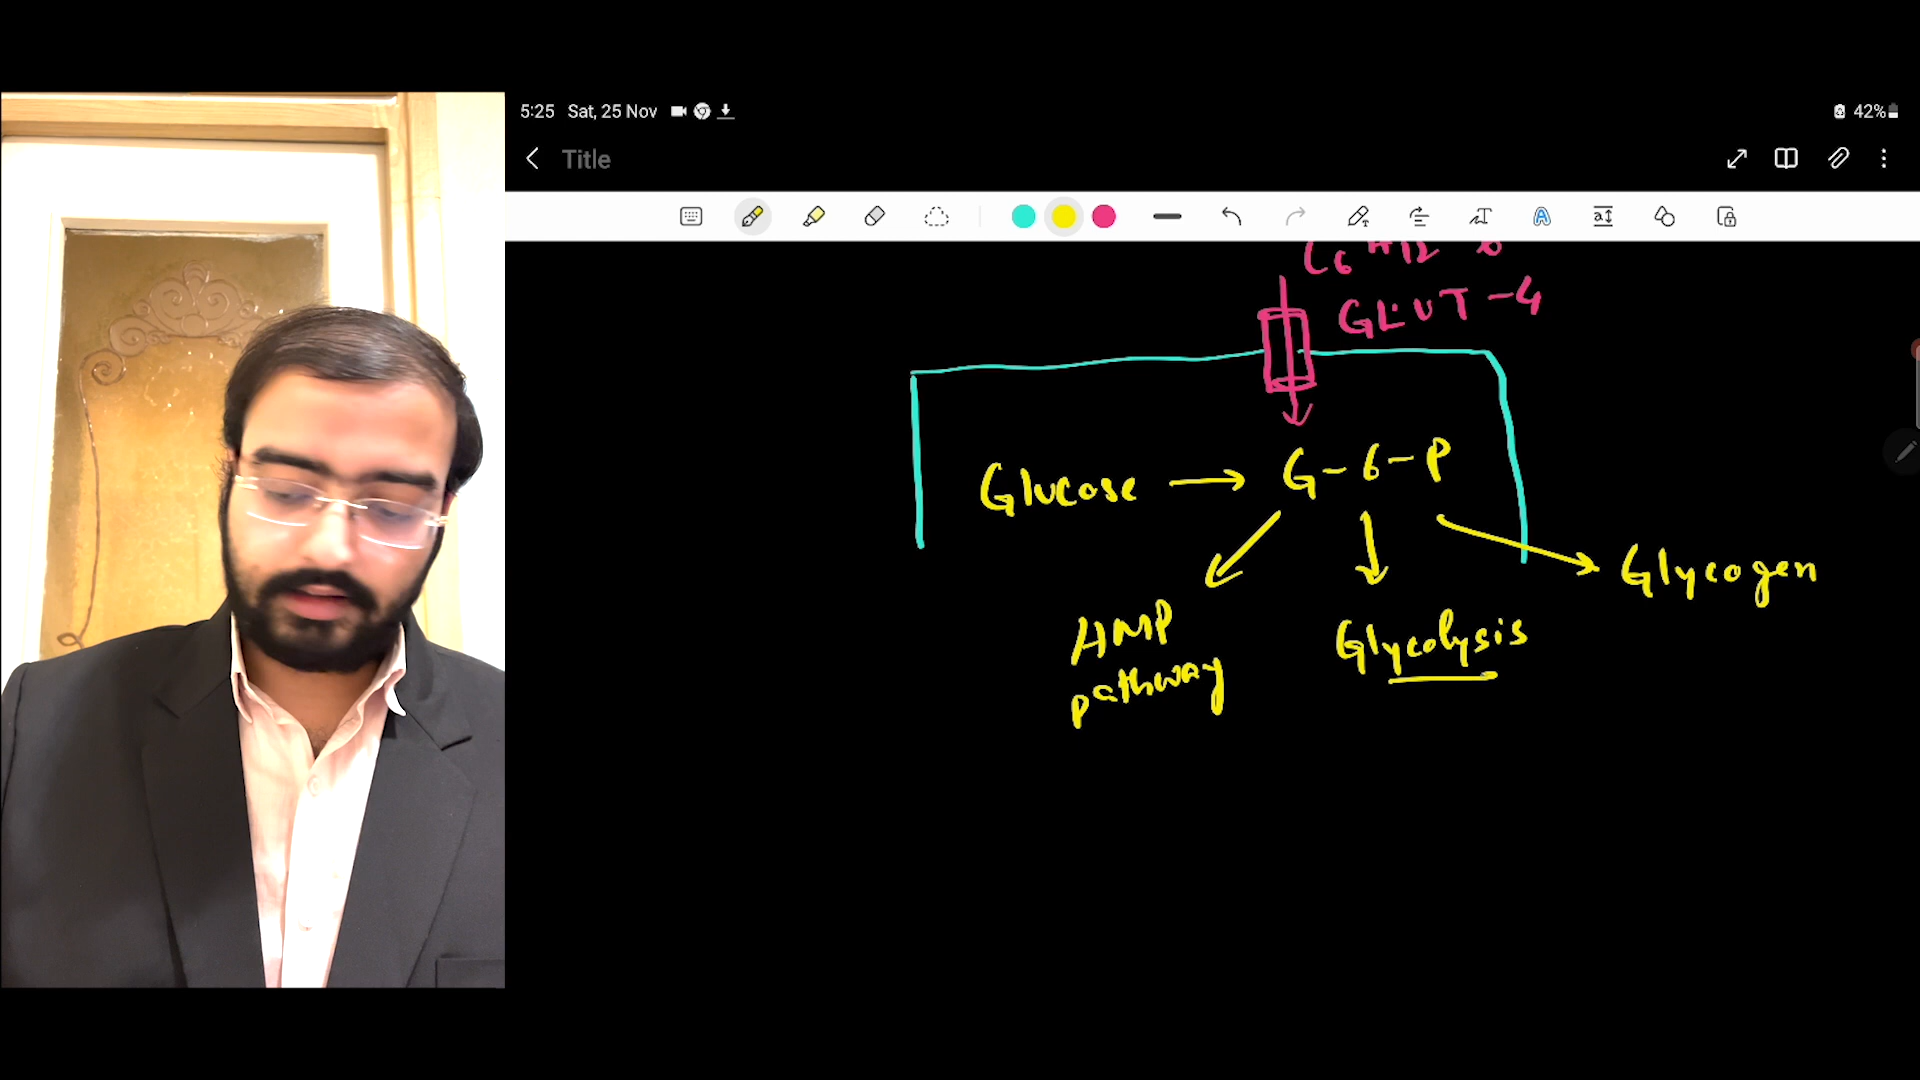 5:25 Sat, 25 Nov
42%
Title
GLUT-4
Glucose → G-6-P
Glycogen
HMP
pathway
Glycolysis